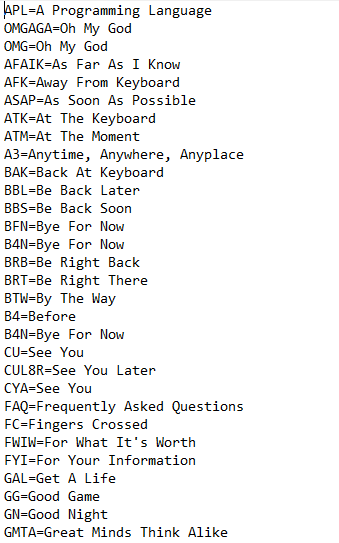 APL=A Programming Language
OMGAGA=Oh My God
OMG=Oh My God
AFAIK=As Far As I Know
AFK=Away From Keyboard
ASAP=As Soon As Possible
ATK=At The Keyboard
ATM=At The Moment
A3=Anytime, Anywhere, Anyplace
BAK=Back At Keyboard
BBL=Be Back Later
BBS=Be Back Soon
BFN=Bye For Now
B4N=Bye For Now
BRB=Be Right Back
BRT=Be Right There
BTW=By The Way
B4=Before
B4N=Bye For Now
CU=See You
CUL8R=See You Later
CYA=See You
FAQ=Frequently Asked Questions
FC=Fingers Crossed
FWIW=For What It's Worth
FYI=For Your Information
GAL=Get A Life
GG=Good Game
GN=Good Night
GMTA=Great Minds Think Alike